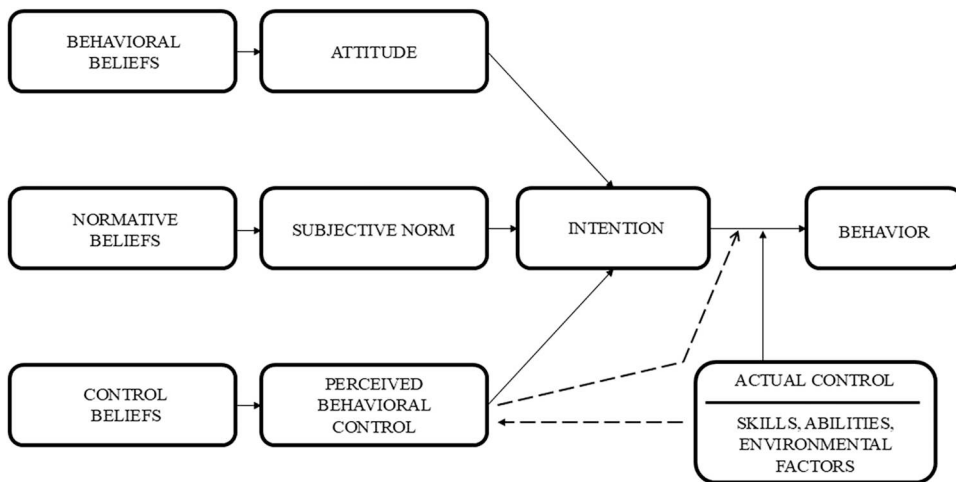 BEHAVIORAL
BELIEFS
ATTITUDE
NORMATIVE
BELIEFS
SUBJECTIVE NORM
INTENTION
BEHAVIOR
CONTROL
BELIEFS
PERCEIVED
BEHAVIORAL
CONTROL
ACTUAL CONTROL
SKILLS, ABILITIES,
ENVIRONMENTAL
FACTORS